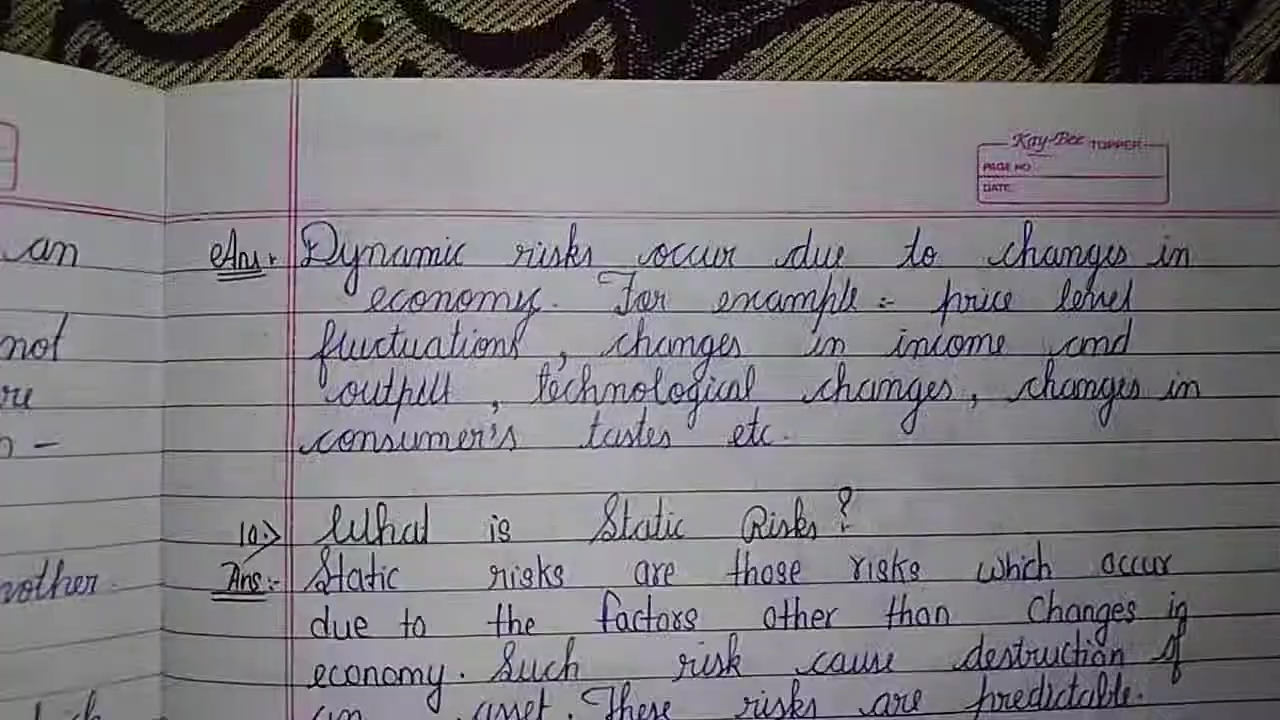 Kay-Bee TOPPER
PAGE NO
DATE
an
not
Ans:- Dynamic risks occur due to changes in
economy. For example :- price level
fluctuations, changes in income and
output, technological changes, changes in
consumer's tastes etc.
10.> What is Static Risks?
Ans:- Static risks are those risks which occur
due to the factors other than Changes in
economy. Such risk cause destruction of
an asset. These risks are predictable.